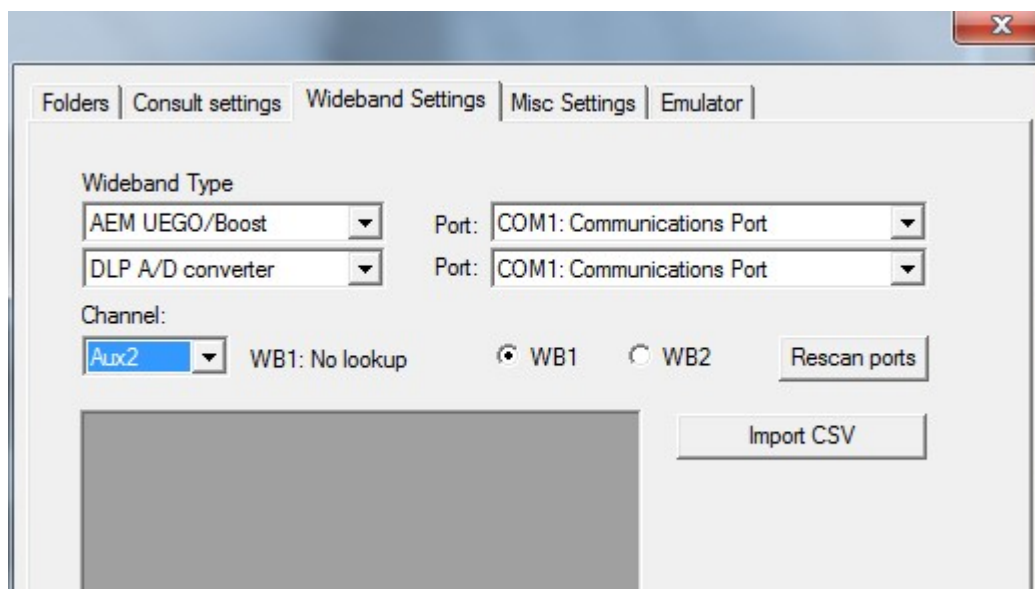 Folders Consult settings Wideband Settings Misc Settings Emulator
Wideband Type
AEM UEGO/Boost Port: COM1: Communications Port
DLP A/D converter Port: COM1: Communications Port
Channel:
Aux2 WB1: No lookup WB1 WB2 Rescan ports
Import CSV